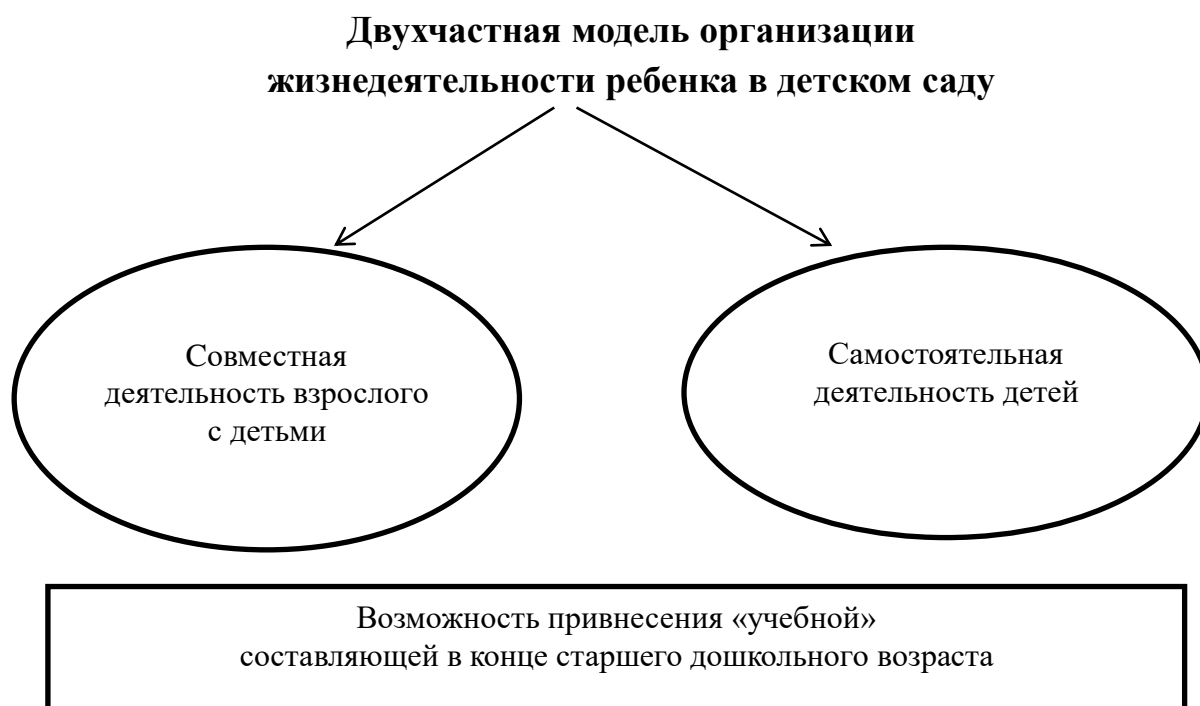 Двухчастная модель организации
жизнедеятельности ребенка в детском саду
Совместная
деятельность взрослого
с детьми
Самостоятельная
деятельность детей
Возможность привнесения «учебной»
составляющей в конце старшего дошкольного возраста